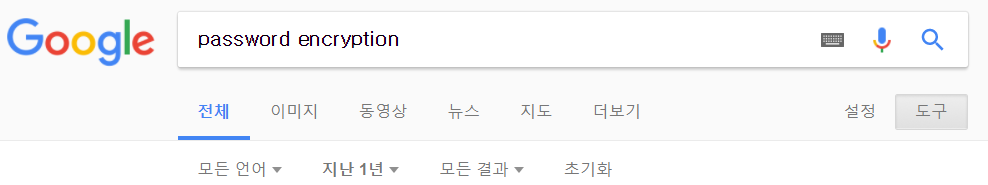 Google password encryption
전체 이미지 동영상 뉴스 지도 더보기 설정 도구
모든 언어 지난 1년 모든 결과 초기화